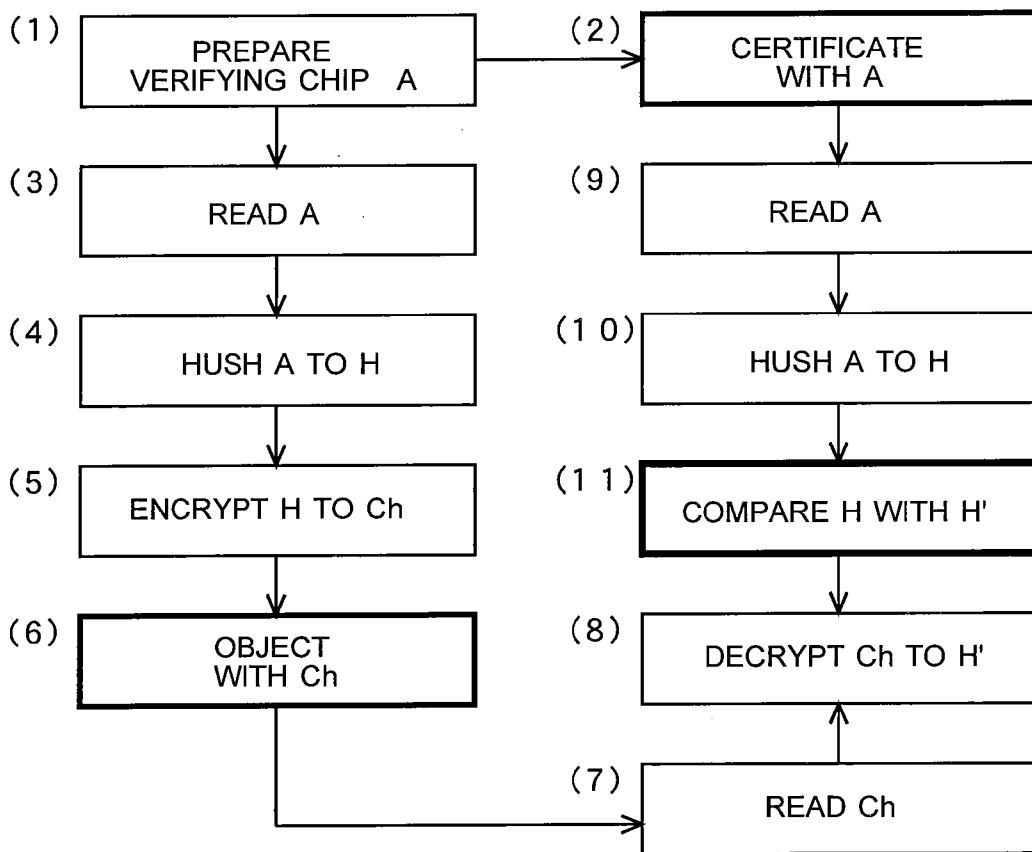 (1)
PREPARE
VERIFYING CHIP A
(2)
CERTIFICATE
WITH A
(3)
READ A
(9)
READ A
(4)
HUSH A TO H
(10)
HUSH A TO H
(5)
ENCRYPT H TO Ch
(11)
COMPARE H WITH H'
(6)
OBJECT
WITH Ch
(8)
DECRYPT Ch TO H'
(7)
READ Ch